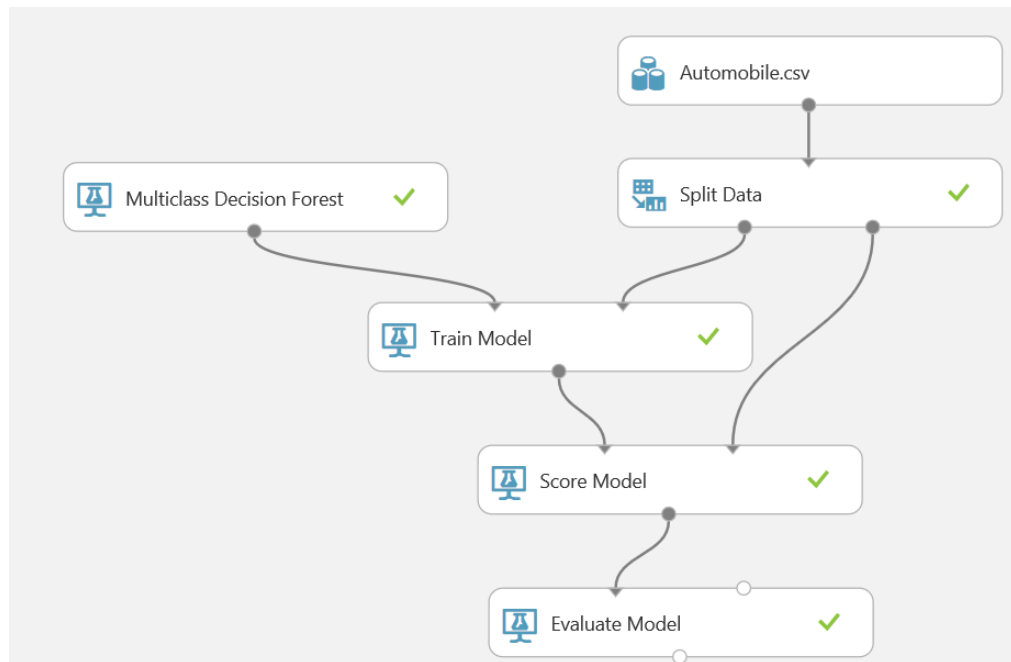 Automobile.csv
Multiclass Decision Forest
Split Data
Train Model
Score Model
Evaluate Model